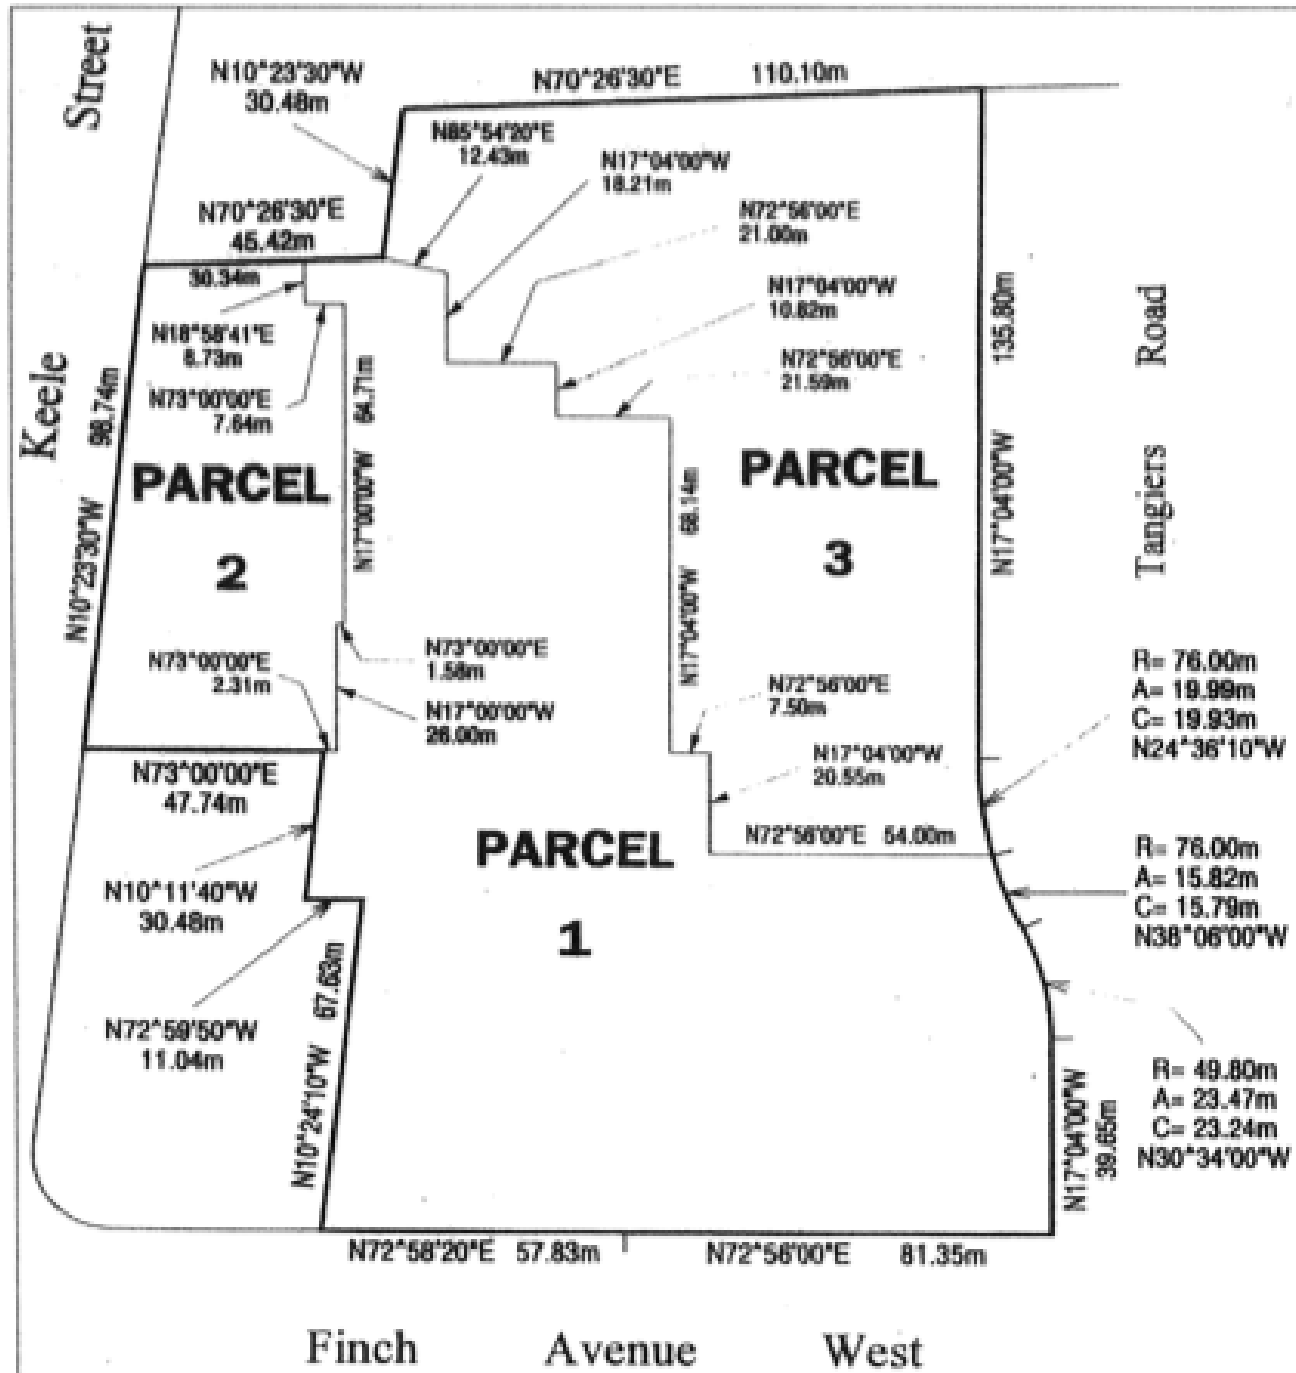 Street
N10^23'30"W
30.48m
N70^26'30"E 110.10m
N85^54'20"E
12.43m
N17^04'00"W
18.21m
N70^26'30"E
45.42m
N72^56'00"E
21.00m
30.34m
N17^04'00"W
10.62m
N18^58'41"E
8.73m
N72^56'00"E
21.59m
N73^00'00"E
7.64m
Keele
N10^23'30"W 98.74m
N17^00'00"W 64.71m
PARCEL
2
N17^04'00"W 68.14m
PARCEL
3
N17^04'00"W 135.80m
Tangiers Road
N73^00'00"E
2.31m
N73^00'00"E
1.58m
N17^00'00"W
26.00m
N72^56'00"E
7.50m
R= 76.00m
A= 19.99m
C= 19.93m
N24^36'10"W
N73^00'00"E
47.74m
N17^04'00"W
20.55m
PARCEL
1
N72^56'00"E 54.00m
R= 76.00m
A= 15.82m
C= 15.79m
N38^06'00"W
N10^11'40"W
30.48m
N72^59'50"W
11.04m
N10^24'10"W 67.63m
N17^04'00"W
39.65m
R= 49.80m
A= 23.47m
C= 23.24m
N30^34'00"W
N72^58'20"E 57.83m
N72^56'00"E 81.35m
Finch Avenue West